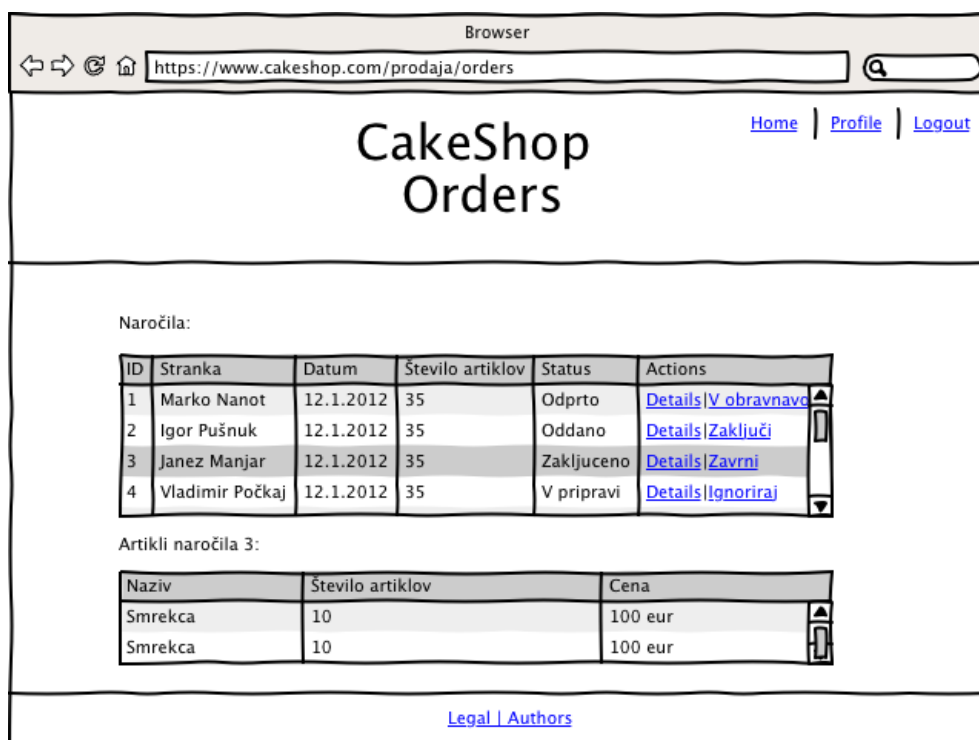 Browser
https://www.cakeshop.com/prodaja/orders
Home Profile Logout
CakeShop
Orders
Naročila:
ID Stranka Datum Število artiklov Status Actions
1 Marko Nanot 12.1.2012 35 Odprto Details|V obravnavo
2 Igor Pušnuk 12.1.2012 35 Oddano Details|Zaključi
3 Janez Manjar 12.1.2012 35 Zakljuceno Details|Zavrni
4 Vladimir Počkaj 12.1.2012 35 V pripravi Details|Ignoriraj
Artikli naročila 3:
Naziv Število artiklov Cena
Smrekca 10 100 eur
Smrekca 10 100 eur
Legal | Authors